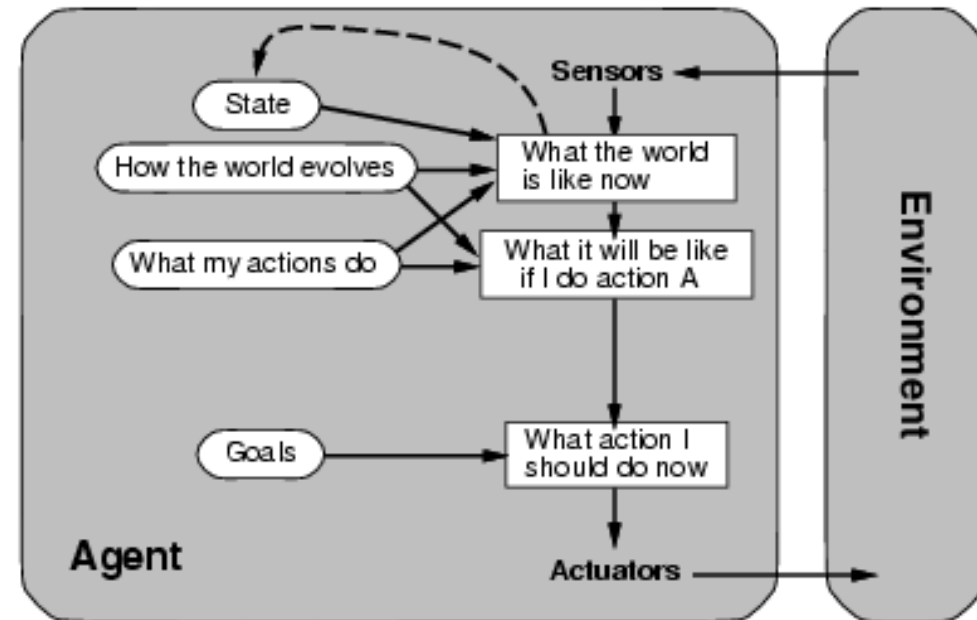 Sensors
State
What the world
is like now
How the world evolves
What it will be like
if I do action A
What my actions do
Goals
What action I
should do now
Agent
Actuators
Environment